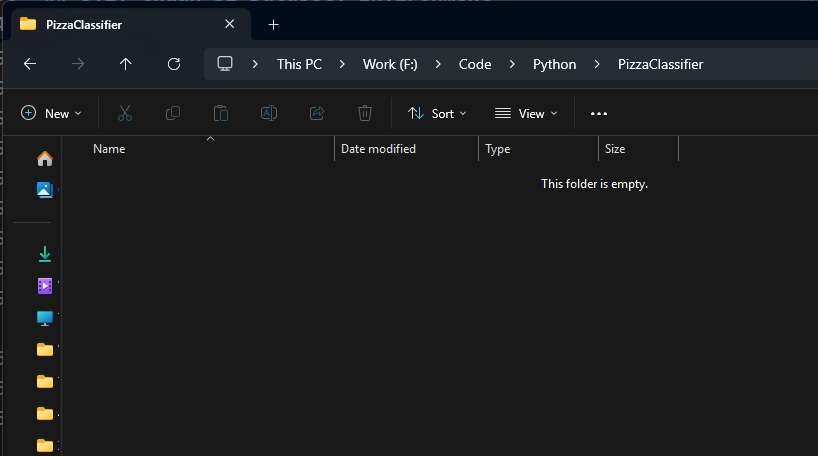 PizzaClassifier
This PC > Work (F:) > Code > Python > PizzaClassifier
New Sort View
Name Date modified Type Size
This folder is empty.